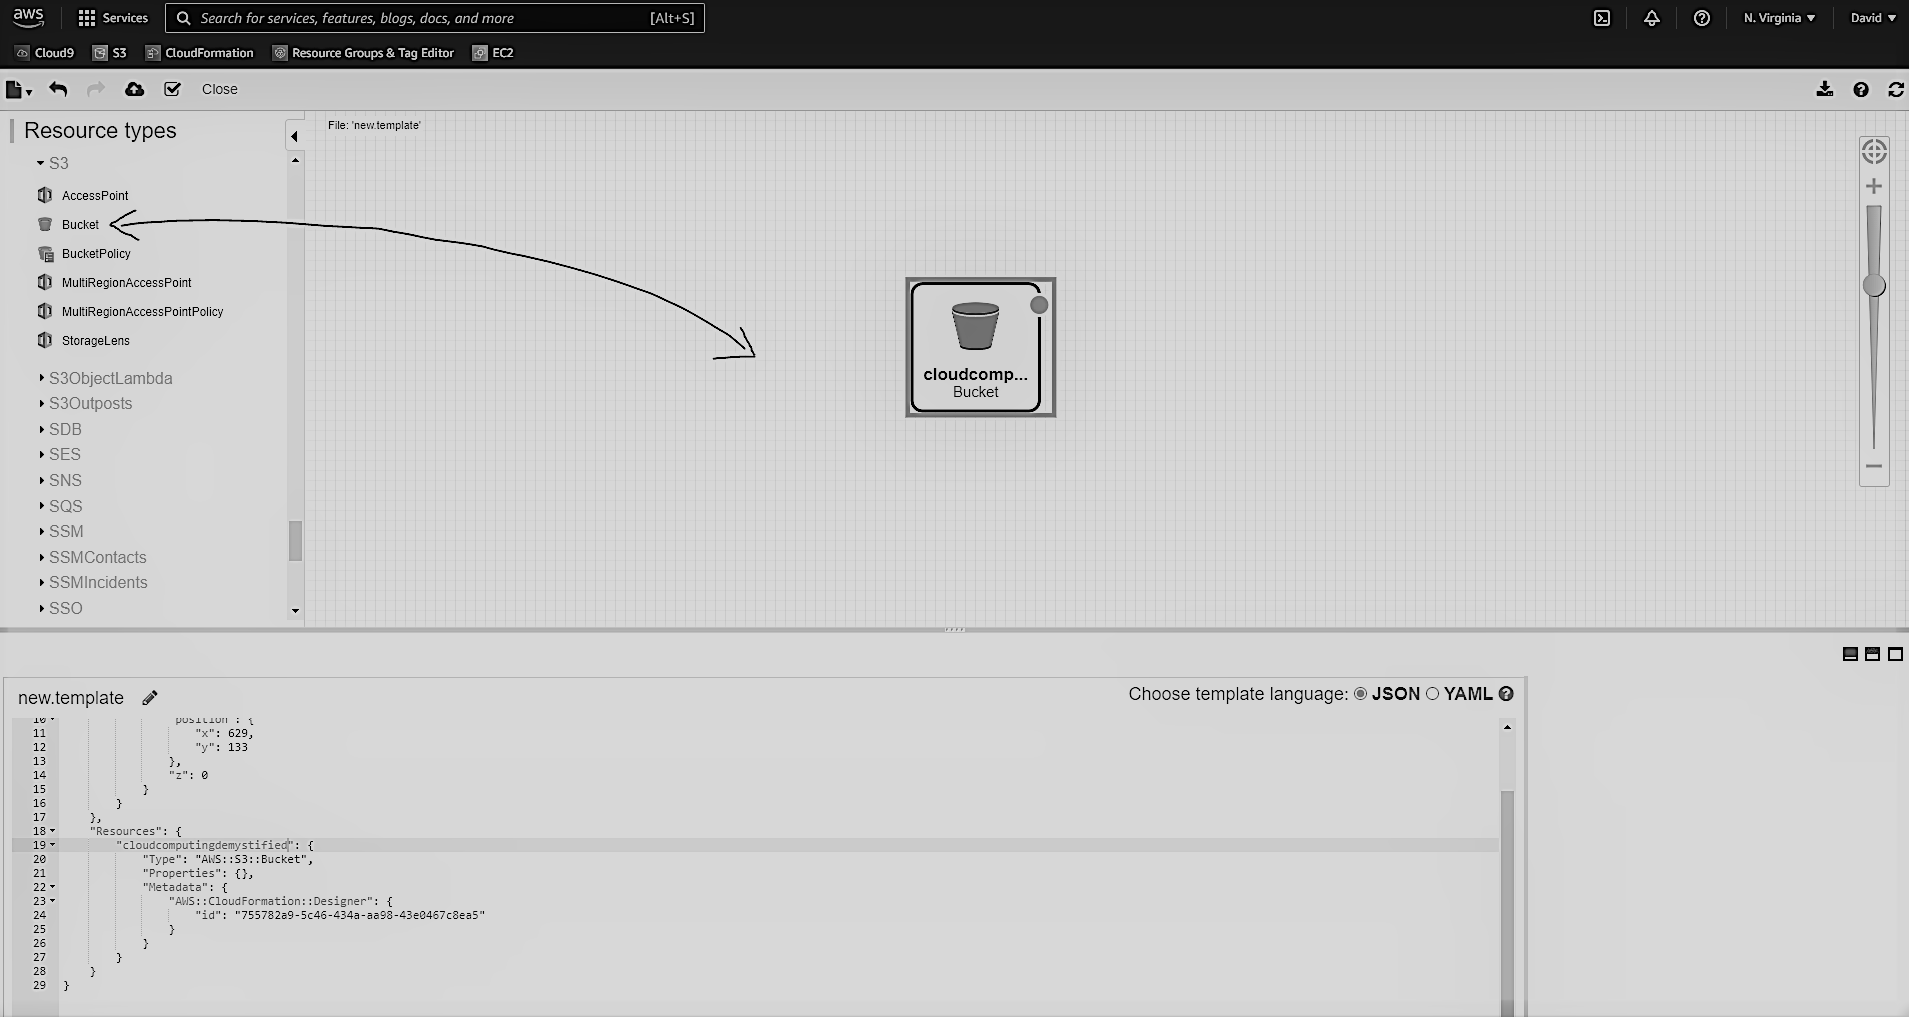 aws Services Search for services, features, blogs, docs, and more [Alt+S] N. Virginia David
Cloud9 S3 CloudFormation Resource Groups & Tag Editor EC2
Close
Resource types
File: 'new.template'
S3
AccessPoint
Bucket
BucketPolicy
MultiRegionAccessPoint
MultiRegionAccessPointPolicy
StorageLens
S3ObjectLambda
S3Outposts
SDB
SES
SNS
SQS
SSM
SSMContacts
SSMIncidents
SSO
cloudcomp...
Bucket
new.template
Choose template language: JSON YAML
10 "position": {
11 "x": 629,
12 "y": 133
13 },
14 "z": 0
15 }
16 }
17 },
18 "Resources": {
19 "cloudcomputingdemystified": {
20 "Type": "AWS::S3::Bucket",
21 "Properties": {},
22 "Metadata": {
23 "AWS::CloudFormation::Designer": {
24 "id": "755782a9-5c46-434a-aa98-43e0467c8ea5"
25 }
26 }
27 }
28 }
29 }